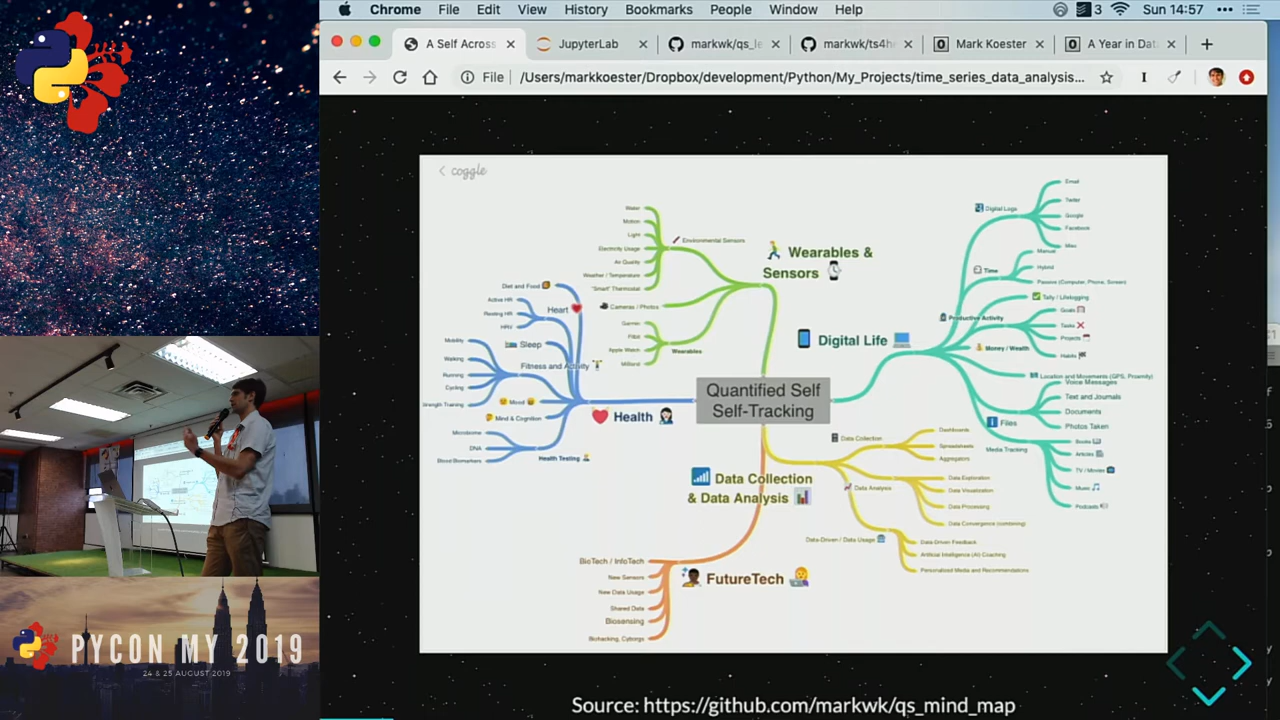 Chrome File Edit View History Bookmarks People Window Help
3 Sun 14:57
A Self Across
JupyterLab
markwk/qs_le
markwk/ts4he
Mark Koester
A Year in Dat
File /Users/markkoester/Dropbox/development/Python/My_Projects/time_series_data_analysis...
coggle
Quantified Self
Self-Tracking
Wearables &
Sensors
Environmental Sensors
Water
Motion
Light
Electricity Usage
Air Quality
Weather / Temperature
"Smart" Thermostat
Cameras / Photos
Wearables
Garmin
Fitbit
Apple Watch
Digital Life
Digital Logs
Email
Twitter
Google
Facebook
Misc
Time
Manual
Hybrid
Passive (Computer, Phone, Screen)
Productive Activity
Tally / Lifelogging
Goals
Tasks
Projects
Habits
Money / Wealth
Location and Movements (GPS, Proximity)
Files
Voice Messages
Text and Journals
Documents
Photos Taken
Media Tracking
Books
Articles
TV / Movies
Music
Podcasts
Health
Diet and Food
Heart
Active HR
Resting HR
HRV
Sleep
Fitness and Activity
Mobility
Walking
Running
Cycling
Strength Training
Mood
Mind & Cognition
Health Testing
Microbiome
DNA
Blood Biomarkers
Data Collection
& Data Analysis
Data Collection
Dashboards
Spreadsheets
Aggregators
Data Analysis
Data Exploration
Data Visualization
Data Processing
Data Convergence (combining)
Data-Driven / Data Usage
Data-Driven Feedback
Artificial Intelligence (AI) Coaching
Personalized Media and Recommendations
FutureTech
BioTech / InfoTech
New Sensors
New Data Usage
Shared Data
Biosensing
Biohacking, Cyborgs
Source: https://github.com/markwk/qs_mind_map
PYCON MY 2019
24 & 25 AUGUST 2019